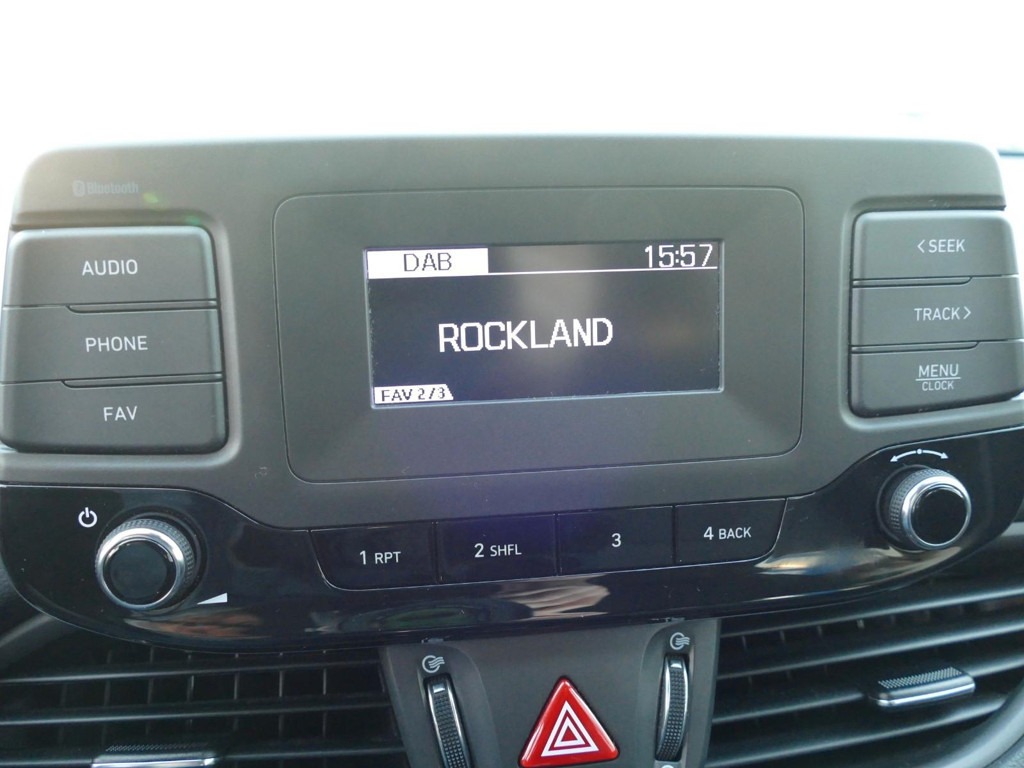 Bluetooth
AUDIO
PHONE
FAV
DAB 15:57
ROCKLAND
FAV 2/3
<SEEK
TRACK>
MENU
CLOCK
1 RPT
2 SHFL
3
4 BACK